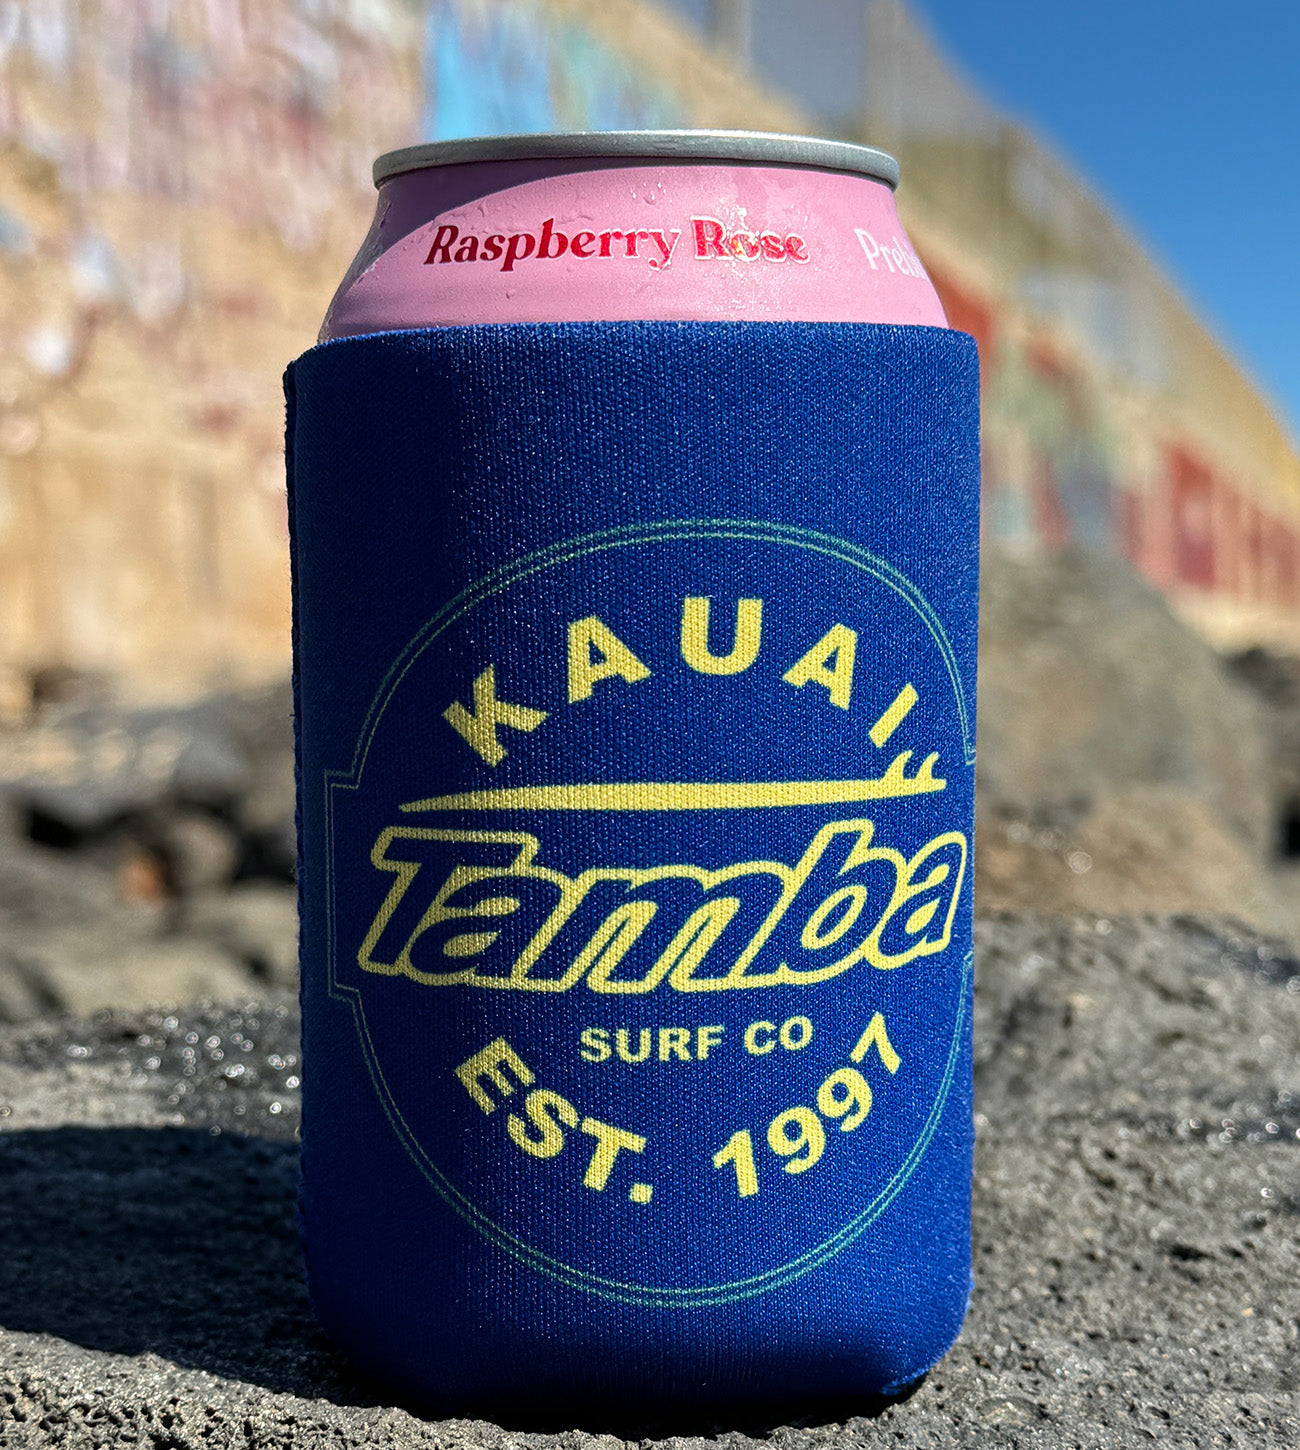 Raspberry Rose
KAUAI
Tamba
SURF CO
EST. 1997